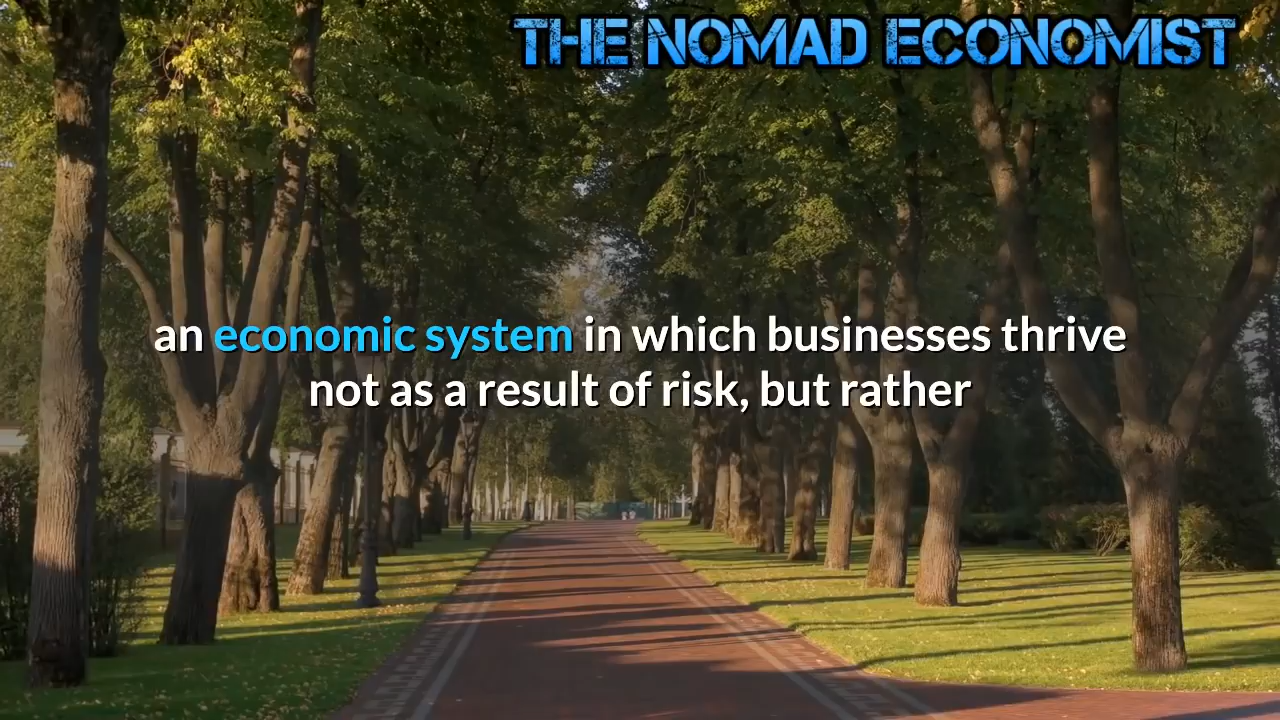 THE NOMAD ECONOMIST
an economic system in which businesses thrive
not as a result of risk, but rather